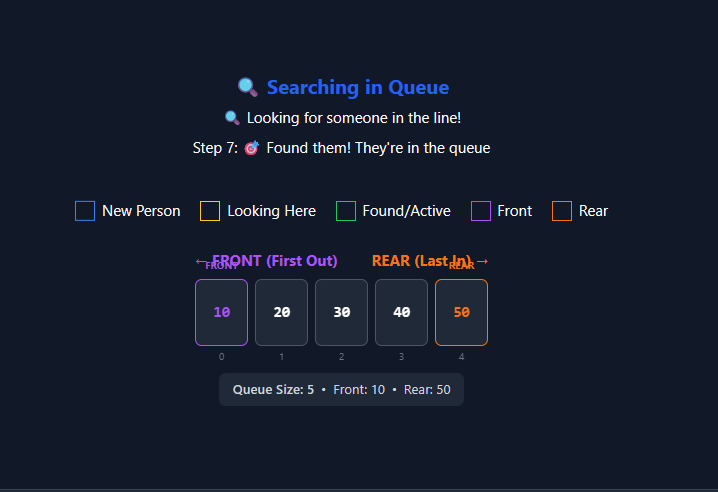 🔍 Searching in Queue
🔍 Looking for someone in the line!
Step 7: 🎯 Found them! They're in the queue
New Person Looking Here Found/Active Front Rear
←FRONT (First Out) REAR (Last In)→
FRONT REAR
10 20 30 40 50
0 1 2 3 4
Queue Size: 5 • Front: 10 • Rear: 50